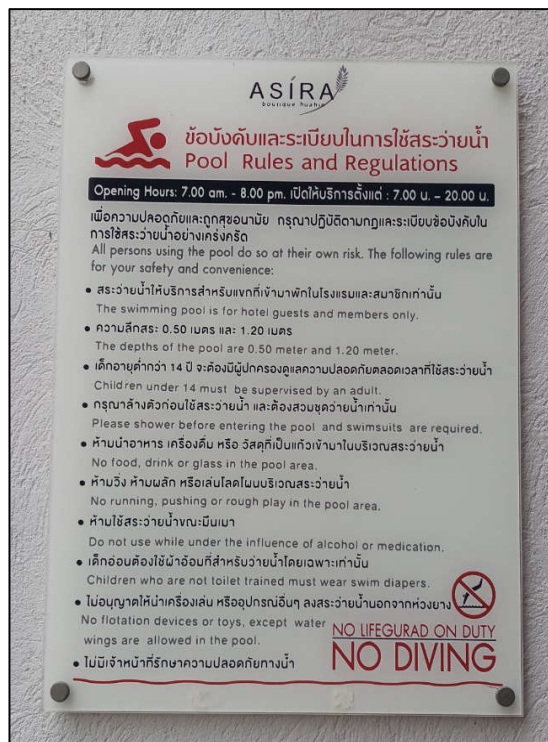 ASíRA
boutique huahin
ข้อบังคับและระเบียบในการใช้สระว่ายน้ำ
Pool Rules and Regulations
Opening Hours: 7.00 am. - 8.00 pm. เปิดให้บริการตั้งแต่ : 7.00 น. – 20.00 น.
เพื่อความปลอดภัยและถูกสุขอนามัย กรุณาปฏิบัติตามกฎและระเบียบข้อบังคับใน
การใช้สระว่ายน้ำอย่างเคร่งครัด
All persons using the pool do so at their own risk. The following rules are
for your safety and convenience:
• สระว่ายน้ำให้บริการสำหรับแขกที่เข้ามาพักในโรงแรมและสมาชิกเท่านั้น
The swimming pool is for hotel guests and members only.
• ความลึกสระ 0.50 เมตร และ 1.20 เมตร
The depths of the pool are 0.50 meter and 1.20 meter.
• เด็กอายุต่ำกว่า 14 ปี จะต้องมีผู้ปกครองดูแลความปลอดภัยตลอดเวลาที่ใช้สระว่ายน้ำ
Children under 14 must be supervised by an adult.
• กรุณาล้างตัวก่อนใช้สระว่ายน้ำ และต้องสวมชุดว่ายน้ำเท่านั้น
Please shower before entering the pool and swimsuits are required.
• ห้ามนำอาหาร เครื่องดื่ม หรือ วัสดุที่เป็นแก้วเข้ามาในบริเวณสระว่ายน้ำ
No food, drink or glass in the pool area.
• ห้ามวิ่ง ห้ามผลัก หรือเล่นโลดโผนบริเวณสระว่ายน้ำ
No running, pushing or rough play in the pool area.
• ห้ามใช้สระว่ายน้ำขณะมึนเมา
Do not use while under the influence of alcohol or medication.
• เด็กอ่อนต้องใช้ผ้าอ้อมที่สำหรับว่ายน้ำโดยเฉพาะเท่านั้น
Children who are not toilet trained must wear swim diapers.
• ไม่อนุญาตให้นำเครื่องเล่น หรืออุปกรณ์อื่นๆ ลงสระว่ายน้ำนอกจากห่วงยาง
No flotation devices or toys, except water
wings are allowed in the pool.
• ไม่มีเจ้าหน้าที่รักษาความปลอดภัยทางน้ำ
NO LIFEGURAD ON DUTY
NO DIVING